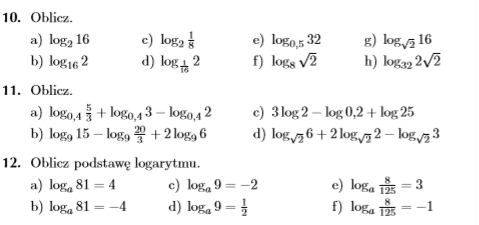 10. Oblicz.
a) log₂ 16 c) log₂ 1/8 e) log₀,₅ 32 g) log_√2 16
b) log₁₆ 2 d) log_1/16 2 f) log₈ √2 h) log₃₂ 2√2
11. Oblicz.
a) log₀,₄ 5/3 + log₀,₄ 3 − log₀,₄ 2 c) 3 log 2 − log 0,2 + log 25
b) log₉ 15 − log₉ 20/3 + 2 log₉ 6 d) log_√2 6 + 2 log_√2 2 − log_√2 3
12. Oblicz podstawę logarytmu.
a) logₐ 81 = 4 c) logₐ 9 = −2 e) logₐ 8/125 = 3
b) logₐ 81 = −4 d) logₐ 9 = 1/2 f) logₐ 8/125 = −1